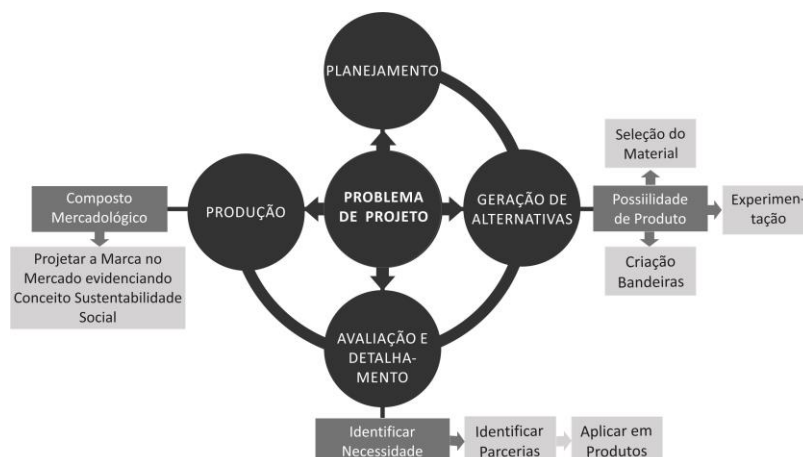 PLANEJAMENTO
PROBLEMA
DE PROJETO
GERAÇÃO DE
ALTERNATIVAS
Seleção do
Material
Possiilidade
de Produto
Experimen-
tação
Criação
Bandeiras
AVALIAÇÃO E
DETALHA-
MENTO
Identificar
Necessidade
Identificar
Parcerias
Aplicar em
Produtos
PRODUÇÃO
Composto
Mercadológico
Projetar a Marca no
Mercado evidenciando
Conceito Sustentabilidade
Social